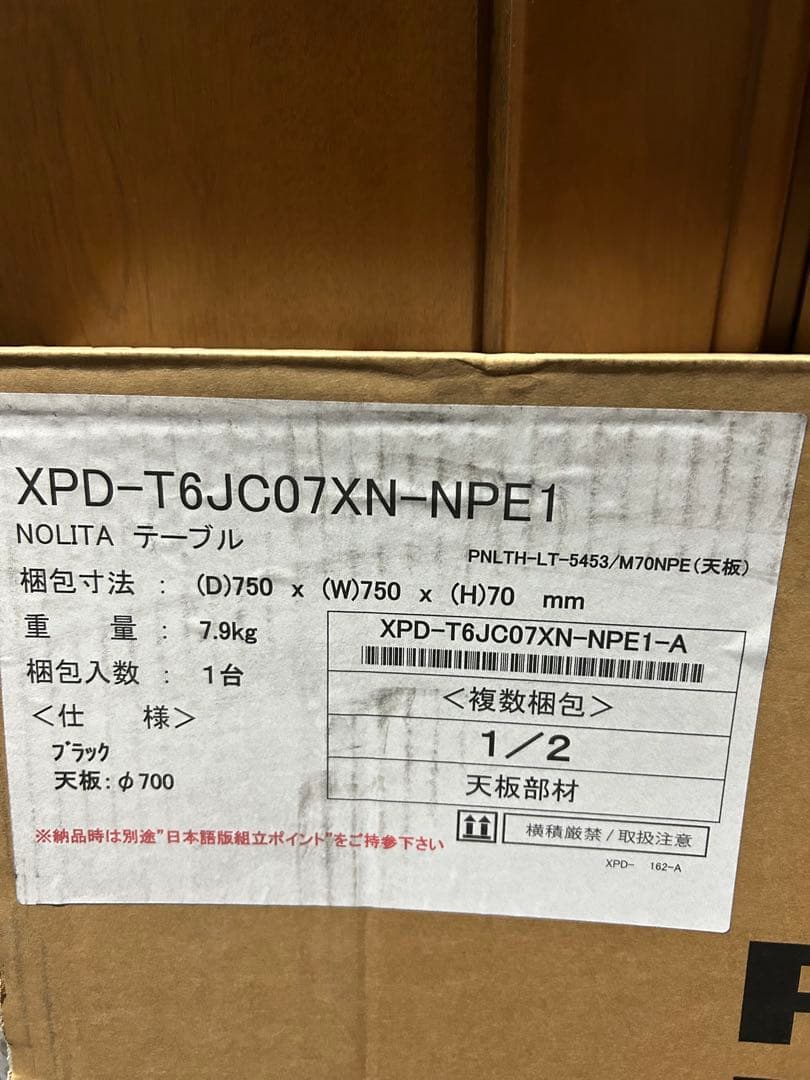 XPD-T6JC07XN-NPE1
NOLITA テーブル
PNLTH-LT-5453/M70NPE(天板)
梱包寸法 : (D)750 x (W)750 x (H)70 mm
重 量 : 7.9kg
梱包入数 : 1台
＜仕 様＞
ﾌﾞﾗｯｸ
天板:φ700
XPD-T6JC07XN-NPE1-A
＜複数梱包＞
1／2
天板部材
※納品時は別途"日本語版組立ポイント"をご持参下さい
横積厳禁/取扱注意
XPD- 162-A